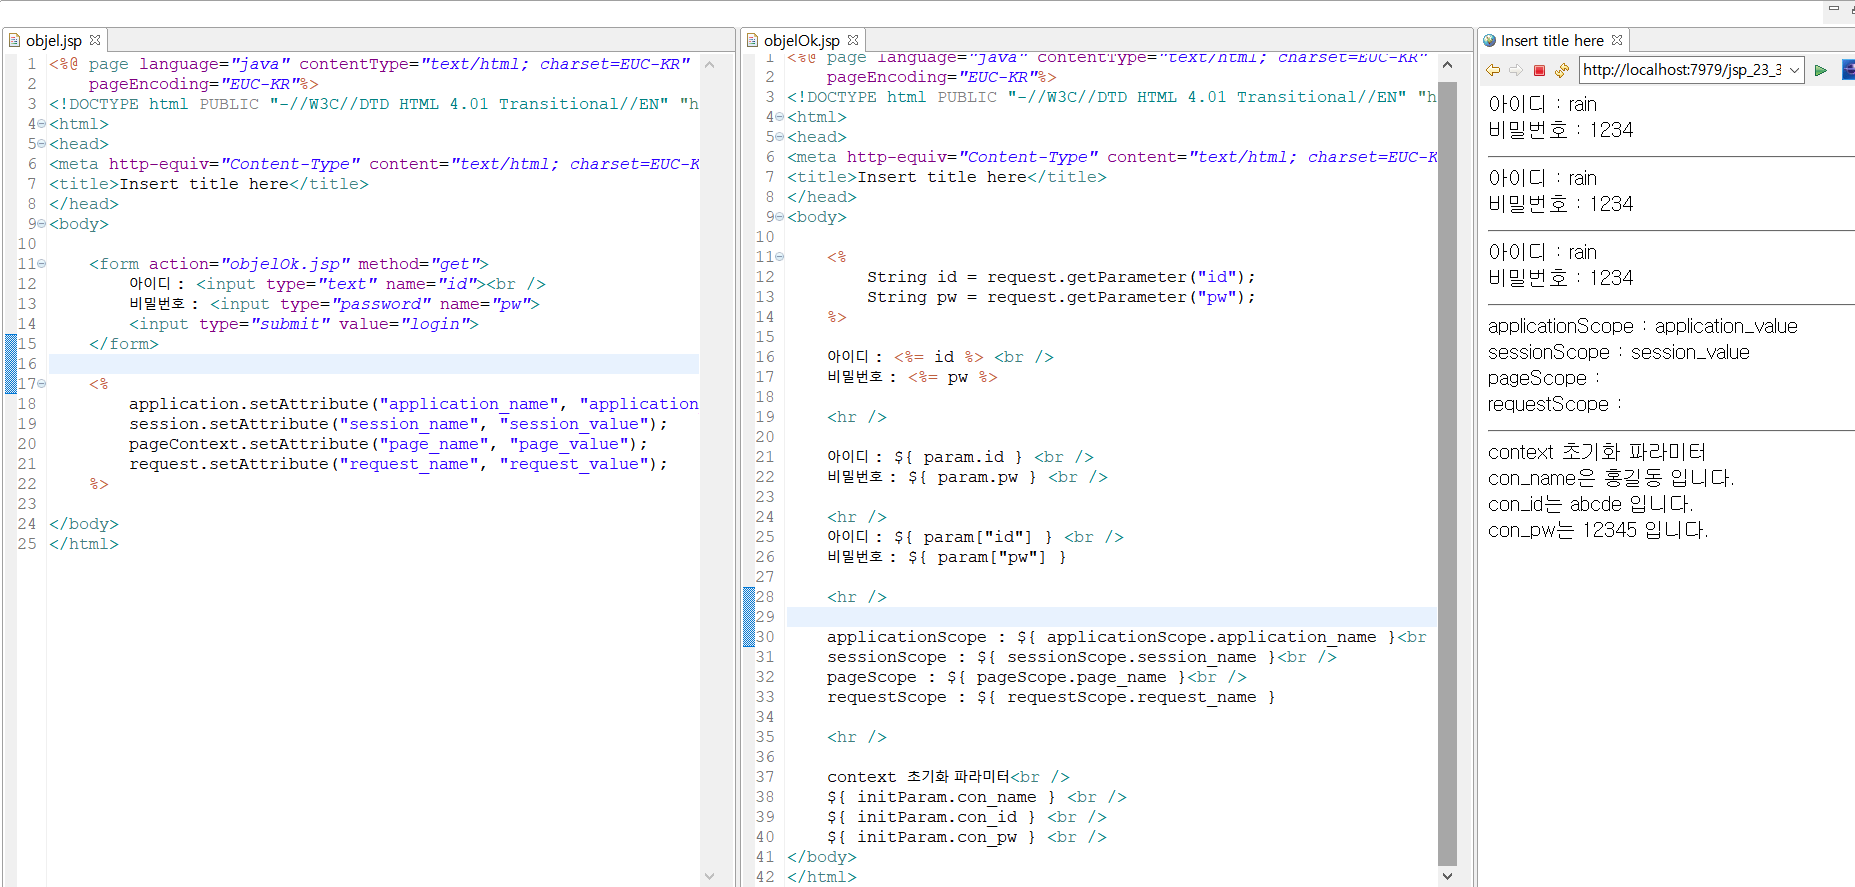 objel.jsp
1 <%@ page language="java" contentType="text/html; charset=EUC-KR"
2 pageEncoding="EUC-KR"%>
3 <!DOCTYPE html PUBLIC "-//W3C//DTD HTML 4.01 Transitional//EN" "h
4 <html>
5 <head>
6 <meta http-equiv="Content-Type" content="text/html; charset=EUC-K
7 <title>Insert title here</title>
8 </head>
9 <body>
10
11 <form action="objelOk.jsp" method="get">
12 아이디 : <input type="text" name="id"><br />
13 비밀번호 : <input type="password" name="pw">
14 <input type="submit" value="login">
15 </form>
16
17 <%
18 application.setAttribute("application_name", "application
19 session.setAttribute("session_name", "session_value");
20 pageContext.setAttribute("page_name", "page_value");
21 request.setAttribute("request_name", "request_value");
22 %>
23
24 </body>
25 </html>
objelOk.jsp
1 <%@ page language="java" contentType="text/html; charset=EUC-KR"
2 pageEncoding="EUC-KR"%>
3 <!DOCTYPE html PUBLIC "-//W3C//DTD HTML 4.01 Transitional//EN" "h
4 <html>
5 <head>
6 <meta http-equiv="Content-Type" content="text/html; charset=EUC-K
7 <title>Insert title here</title>
8 </head>
9 <body>
10
11 <%
12 String id = request.getParameter("id");
13 String pw = request.getParameter("pw");
14 %>
15
16 아이디 : <%= id %> <br />
17 비밀번호 : <%= pw %>
18
19 <hr />
20
21 아이디 : ${ param.id } <br />
22 비밀번호 : ${ param.pw } <br />
23
24 <hr />
25 아이디 : ${ param["id"] } <br />
26 비밀번호 : ${ param["pw"] }
27
28 <hr />
29
30 applicationScope : ${ applicationScope.application_name }<br
31 sessionScope : ${ sessionScope.session_name }<br />
32 pageScope : ${ pageScope.page_name }<br />
33 requestScope : ${ requestScope.request_name }
34
35 <hr />
36
37 context 초기화 파라미터<br />
38 ${ initParam.con_name } <br />
39 ${ initParam.con_id } <br />
40 ${ initParam.con_pw } <br />
41 </body>
42 </html>
Insert title here
http://localhost:7979/jsp_23_3
아이디 : rain
비밀번호 : 1234
아이디 : rain
비밀번호 : 1234
아이디 : rain
비밀번호 : 1234
applicationScope : application_value
sessionScope : session_value
pageScope :
requestScope :
context 초기화 파라미터
con_name은 홍길동 입니다.
con_id는 abcde 입니다.
con_pw는 12345 입니다.